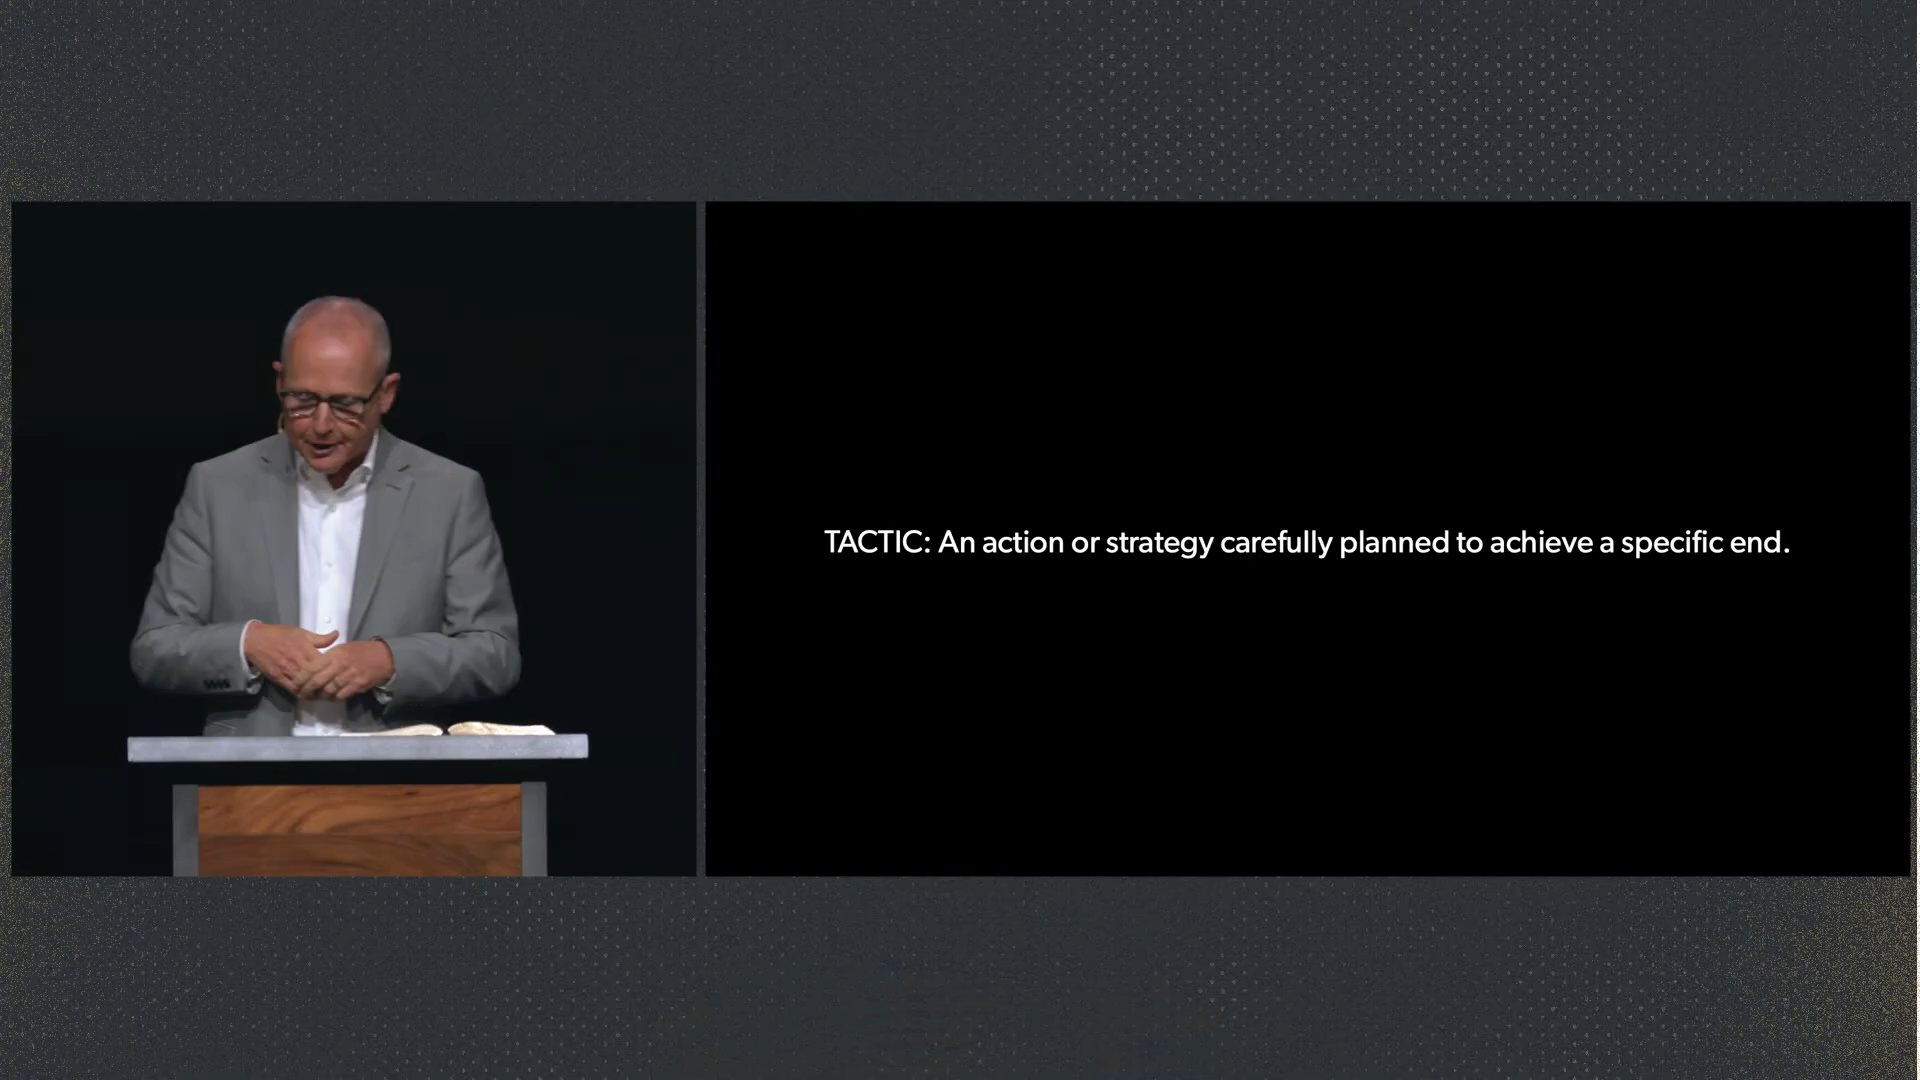 TACTIC: An action or strategy carefully planned to achieve a specific end.